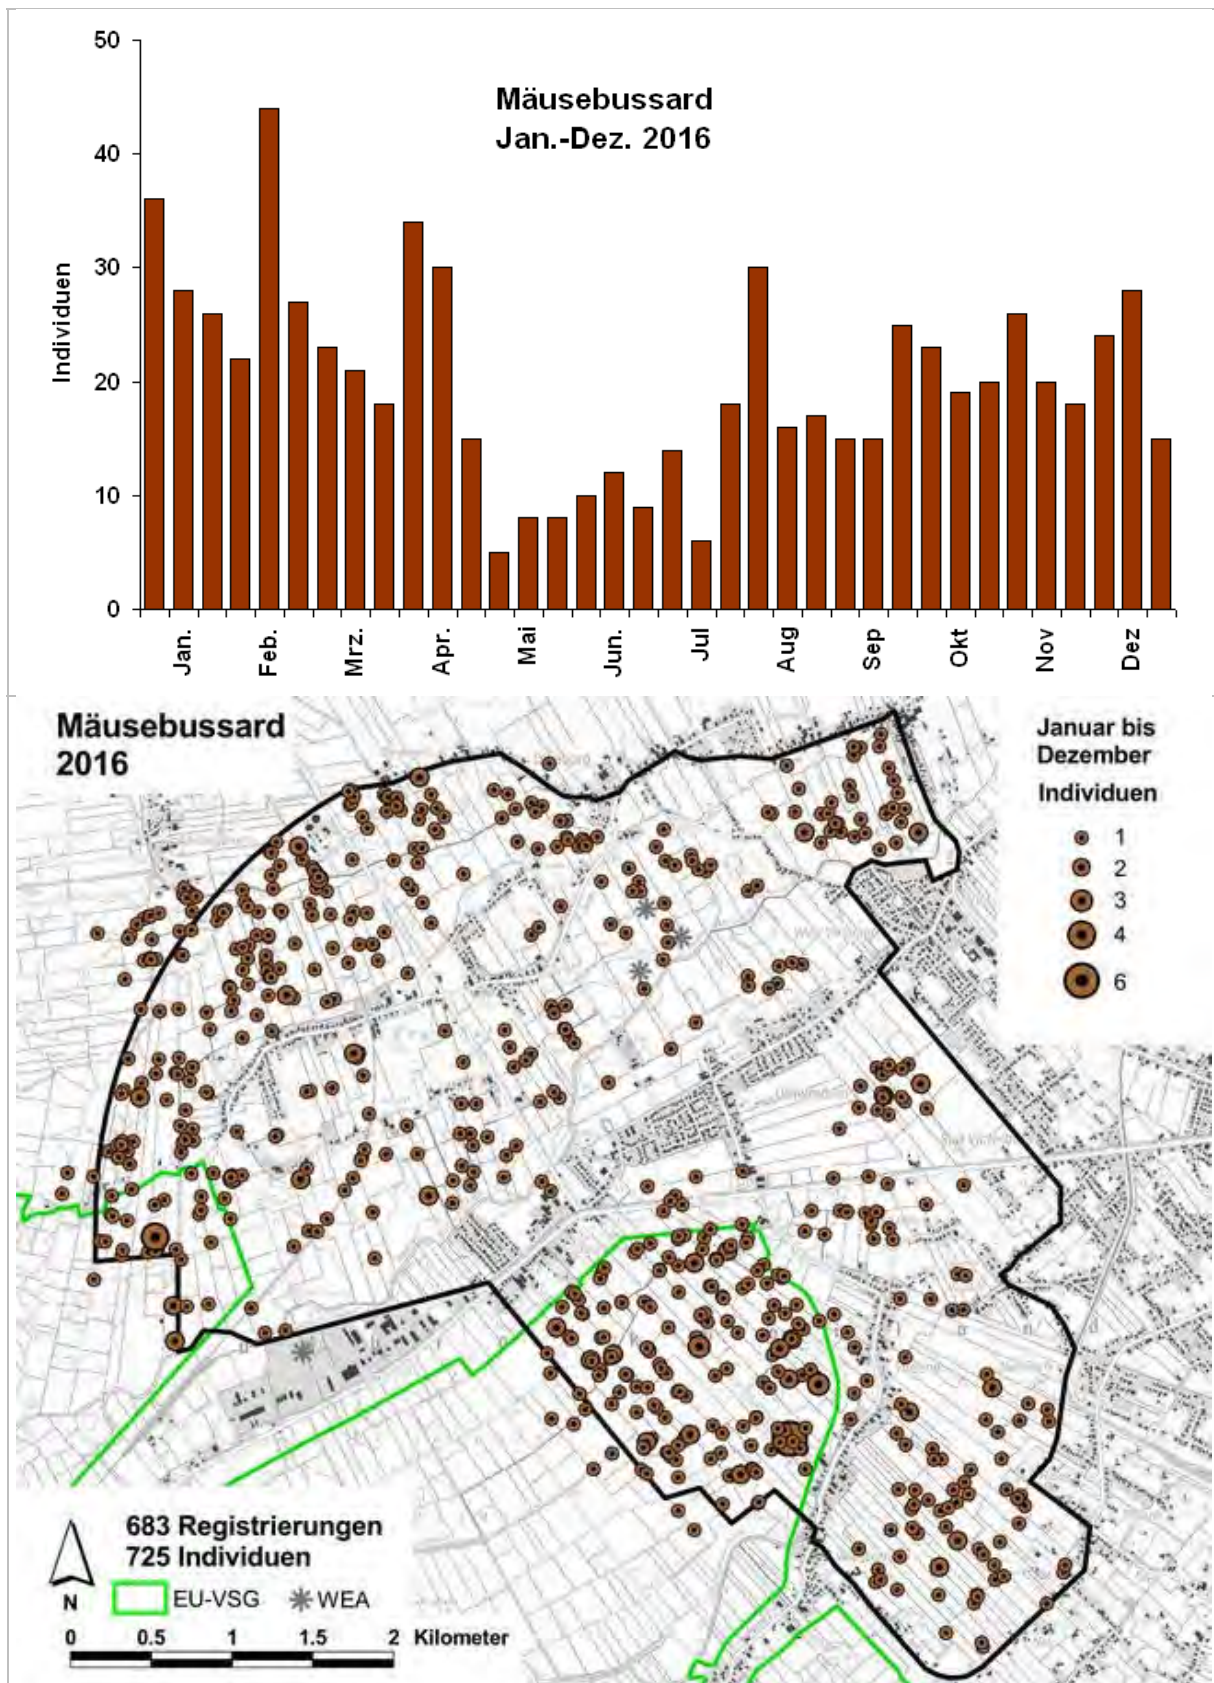 50
40
30
20
10
0
Individuen
Mäusebussard
Jan.-Dez. 2016
Jan.
Feb.
Mrz.
Apr.
Mai
Jun.
Jul
Aug
Sep
Okt
Nov
Dez
Mäusebussard
2016
Januar bis
Dezember
Individuen
1
2
3
4
6
683 Registrierungen
725 Individuen
N
EU-VSG
WEA
0 0.5 1 1.5 2 Kilometer